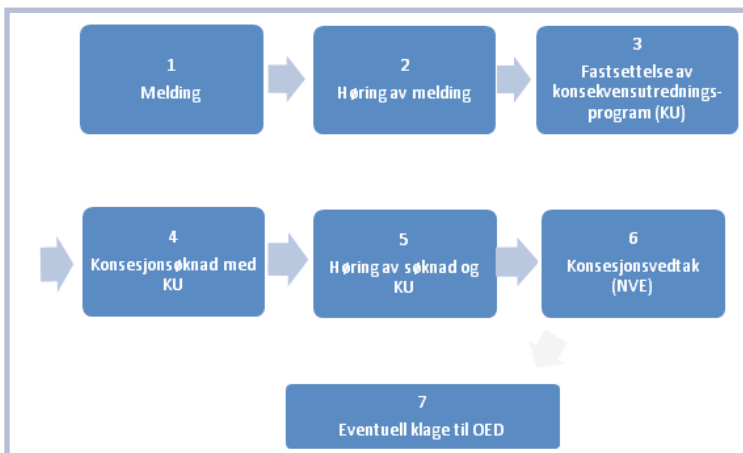 1
Melding
2
Høring av melding
3
Fastsettelse av
konsekvensutrednings-
program (KU)
4
Konsesjonsøknad med
KU
5
Høring av søknad og
KU
6
Konsesjonsvedtak
(NVE)
7
Eventuell klage til OED